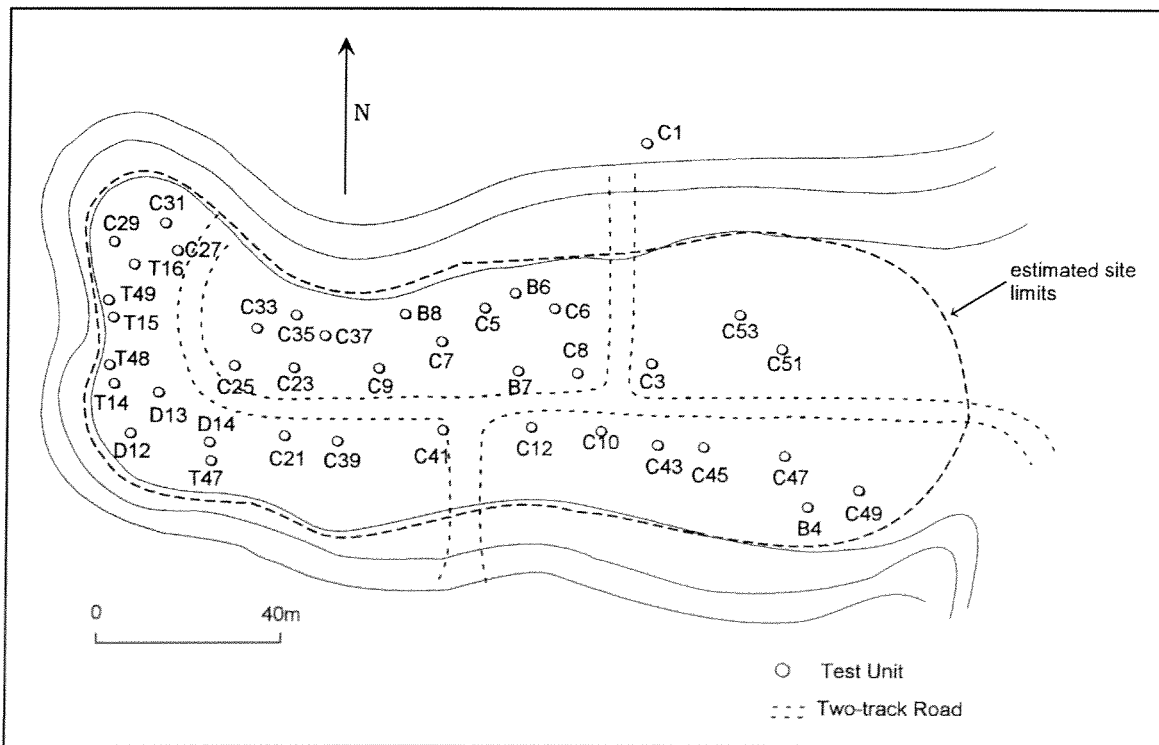 N
C1
C31
C29
C27
T16
T49
T15
C33
C35
C37
B8
C5
B6
C6
C7
C53
C51
estimated site
limits
T48
T14
D13
C25
C23
C9
B7
C8
C3
D12
D14
T47
C21
C39
C41
C12
C10
C43
C45
C47
B4
C49
0 40m
Test Unit
Two-track Road